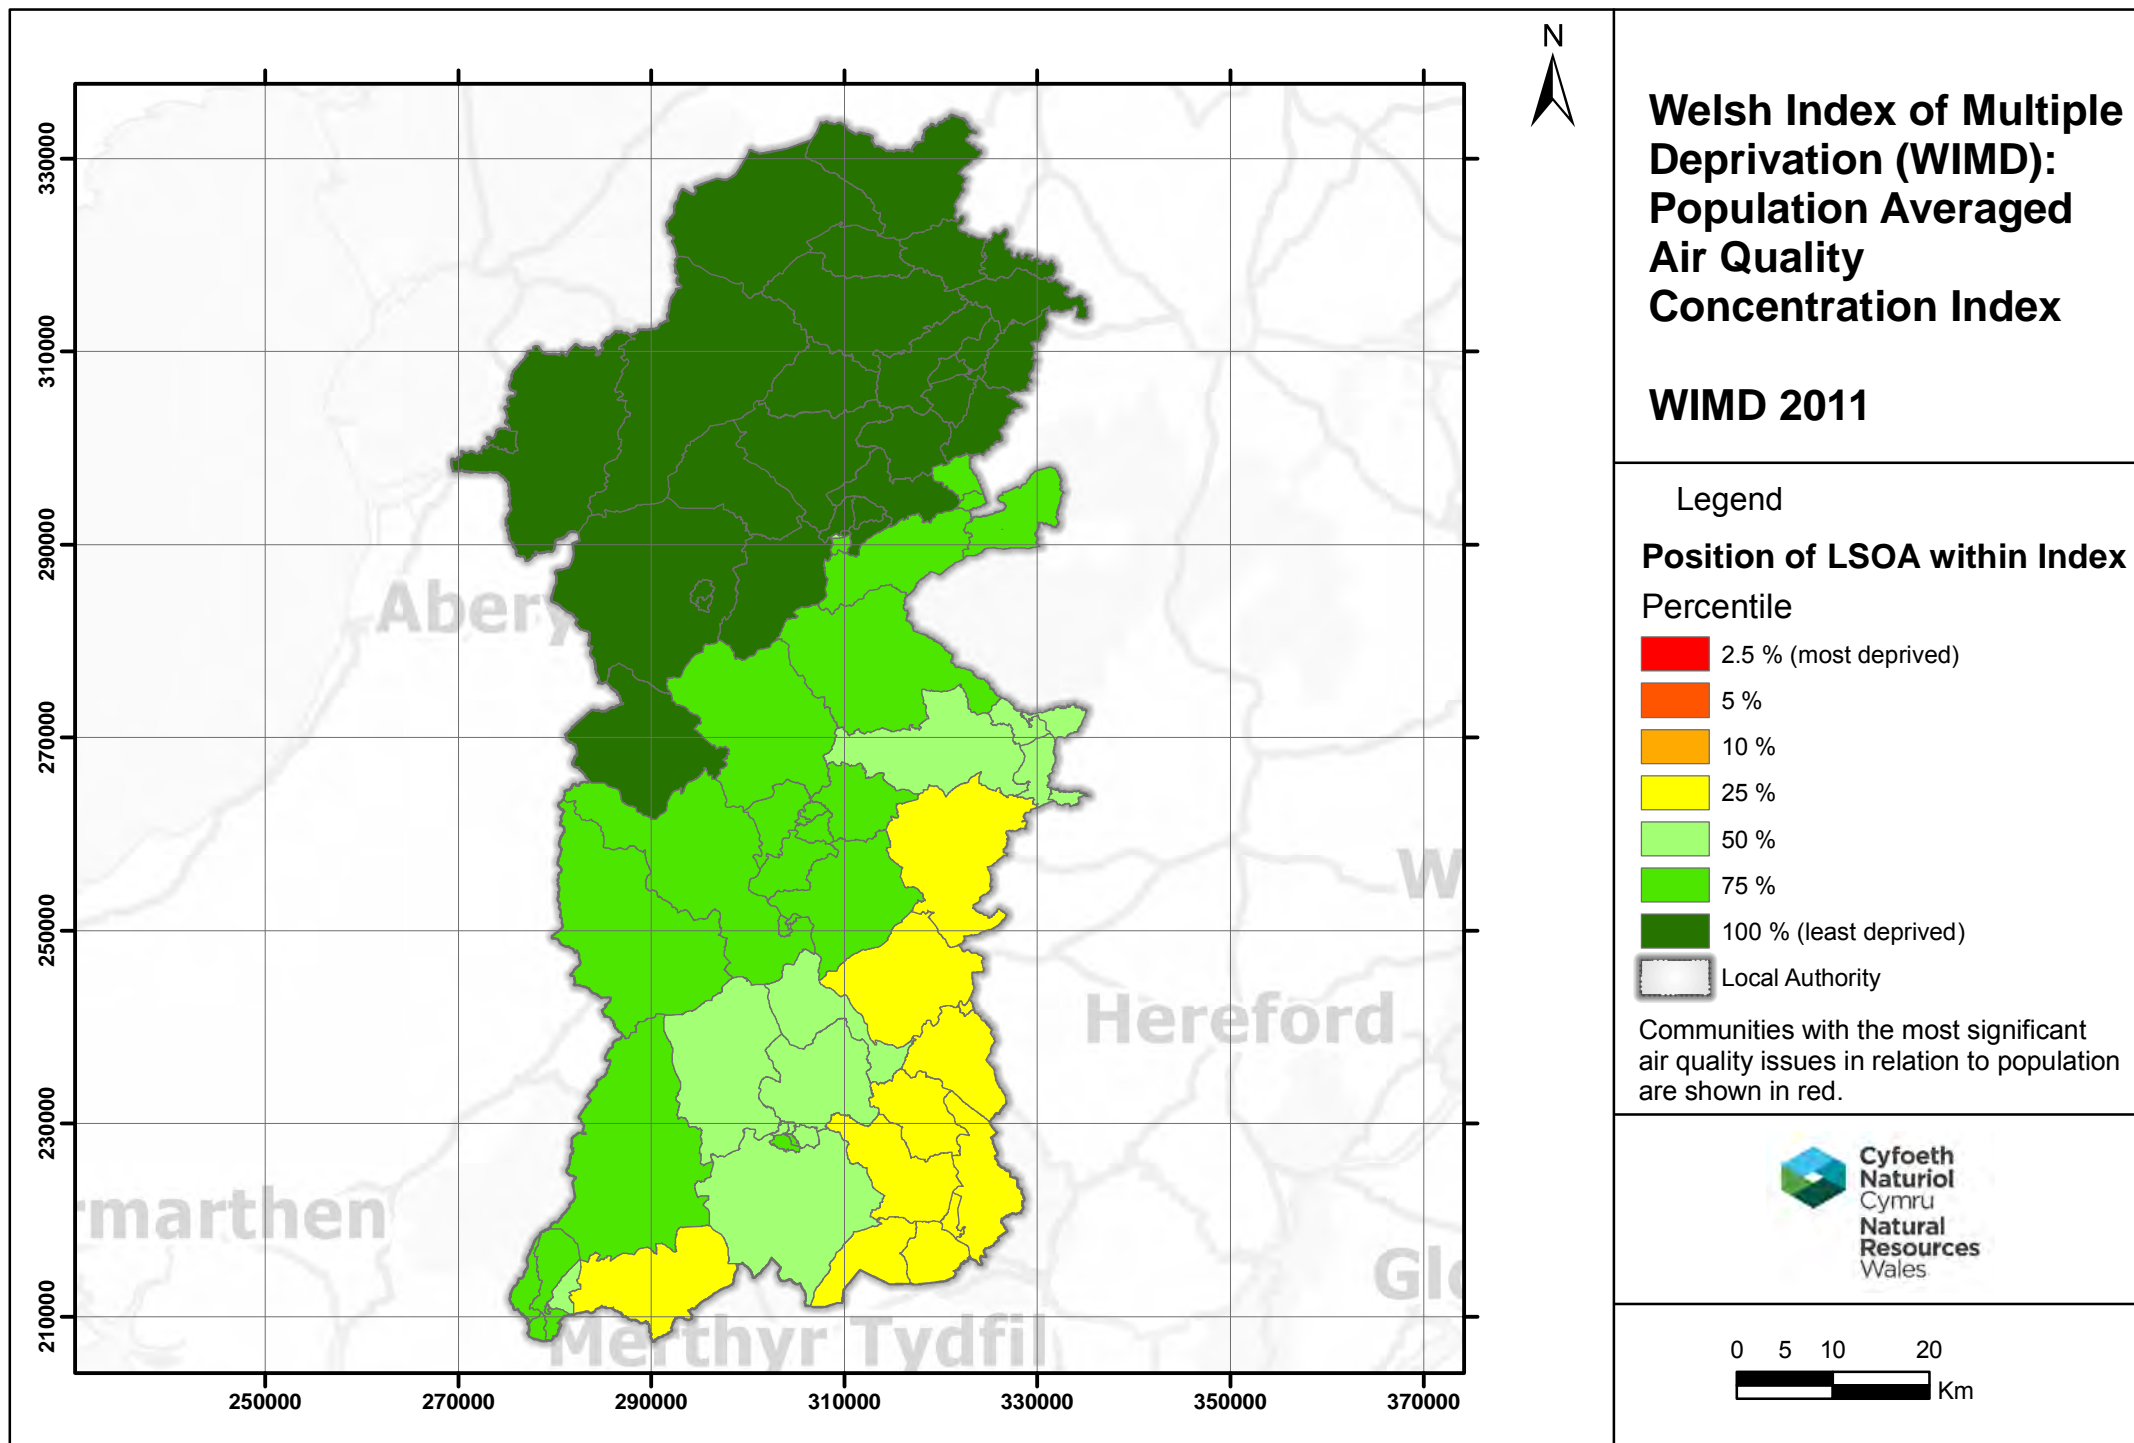 N
Welsh Index of Multiple
Deprivation (WIMD):
Population Averaged
Air Quality
Concentration Index
WIMD 2011
Legend
Position of LSOA within Index
Percentile
2.5 % (most deprived)
5 %
10 %
25 %
50 %
75 %
100 % (least deprived)
Local Authority
Communities with the most significant
air quality issues in relation to population
are shown in red.
Cyfoeth
Naturiol
Cymru
Natural
Resources
Wales
0 5 10 20
Km
330000
310000
290000
270000
250000
230000
210000
250000 270000 290000 310000 330000 350000 370000
Abery
W
Hereford
rmarthen
Glo
Merthyr Tydfil